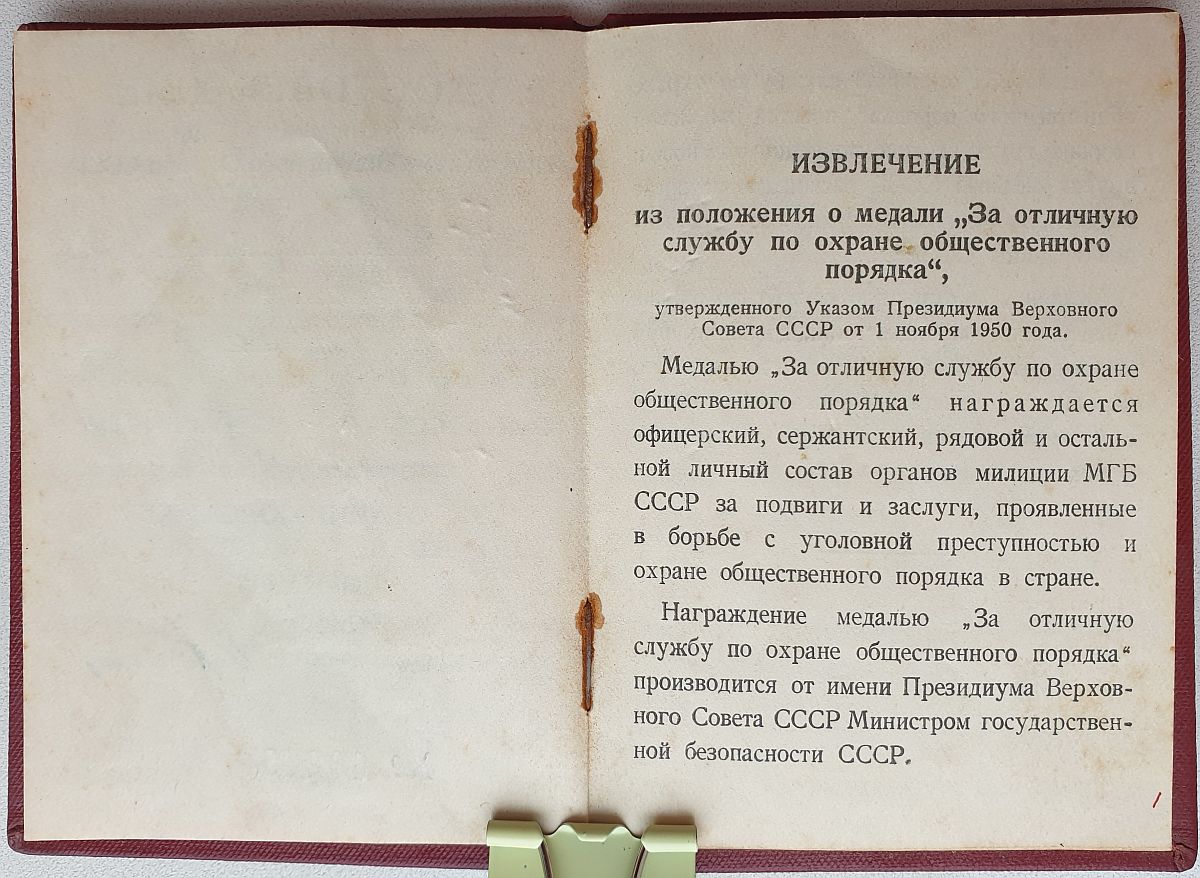 ИЗВЛЕЧЕНИЕ
из положения о медали „За отличную
службу по охране общественного
порядка“,
утвержденного Указом Президиума Верховного
Совета СССР от 1 ноября 1950 года.
Медалью „За отличную службу по охране
общественного порядка“ награждается
офицерский, сержантский, рядовой и осталь-
ной личный состав органов милиции МГБ
СССР за подвиги и заслуги, проявленные
в борьбе с уголовной преступностью и
охране общественного порядка в стране.
Награждение медалью „За отличную
службу по охране общественного порядка“
производится от имени Президиума Верхов-
ного Совета СССР Министром государствен-
ной безопасности СССР.